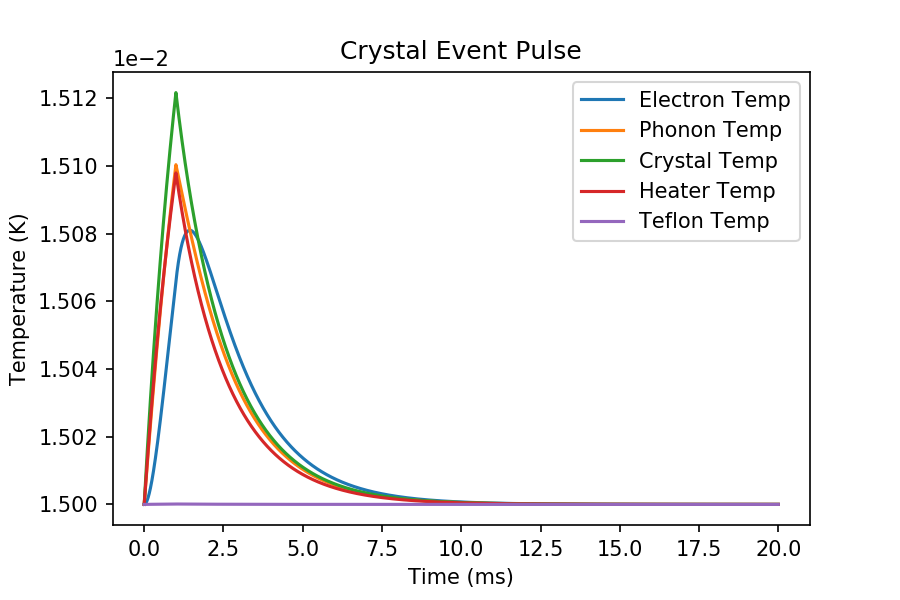 Crystal Event Pulse
1e−2
1.512
1.510
1.508
1.506
1.504
1.502
1.500
Temperature (K)
Electron Temp
Phonon Temp
Crystal Temp
Heater Temp
Teflon Temp
0.0 2.5 5.0 7.5 10.0 12.5 15.0 17.5 20.0
Time (ms)